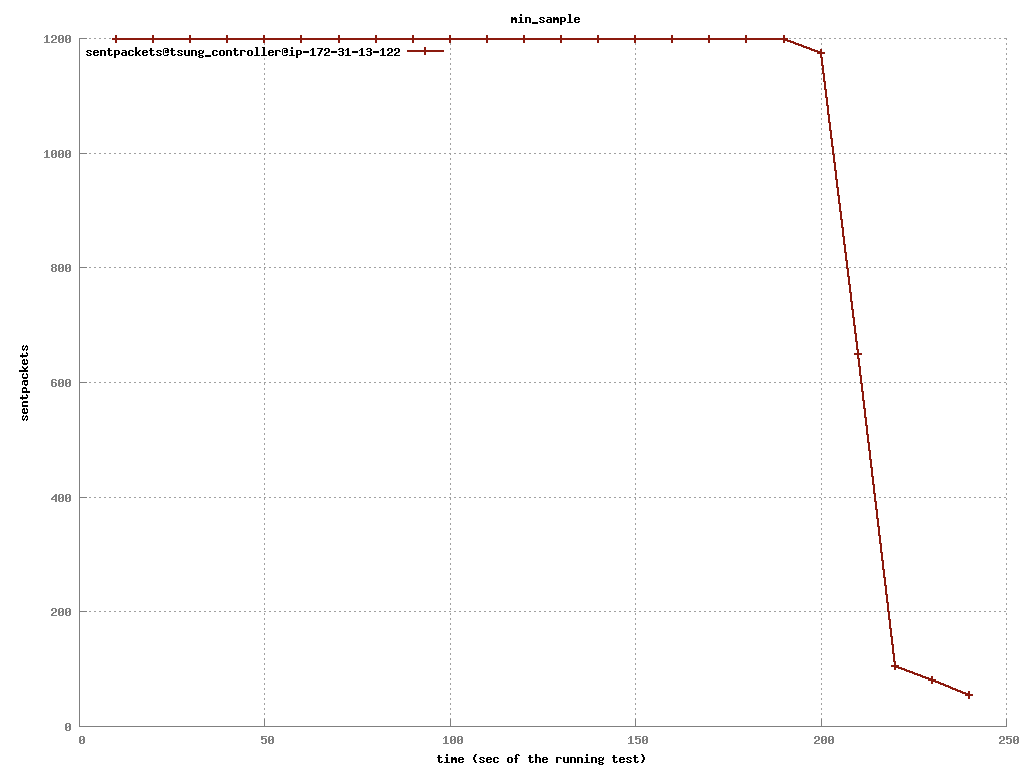 min_sample
1200
sentpackets@tsung_controller@ip-172-31-13-122
1000
800
sentpackets
600
400
200
0
0 50 100 150 200 250
time (sec of the running test)